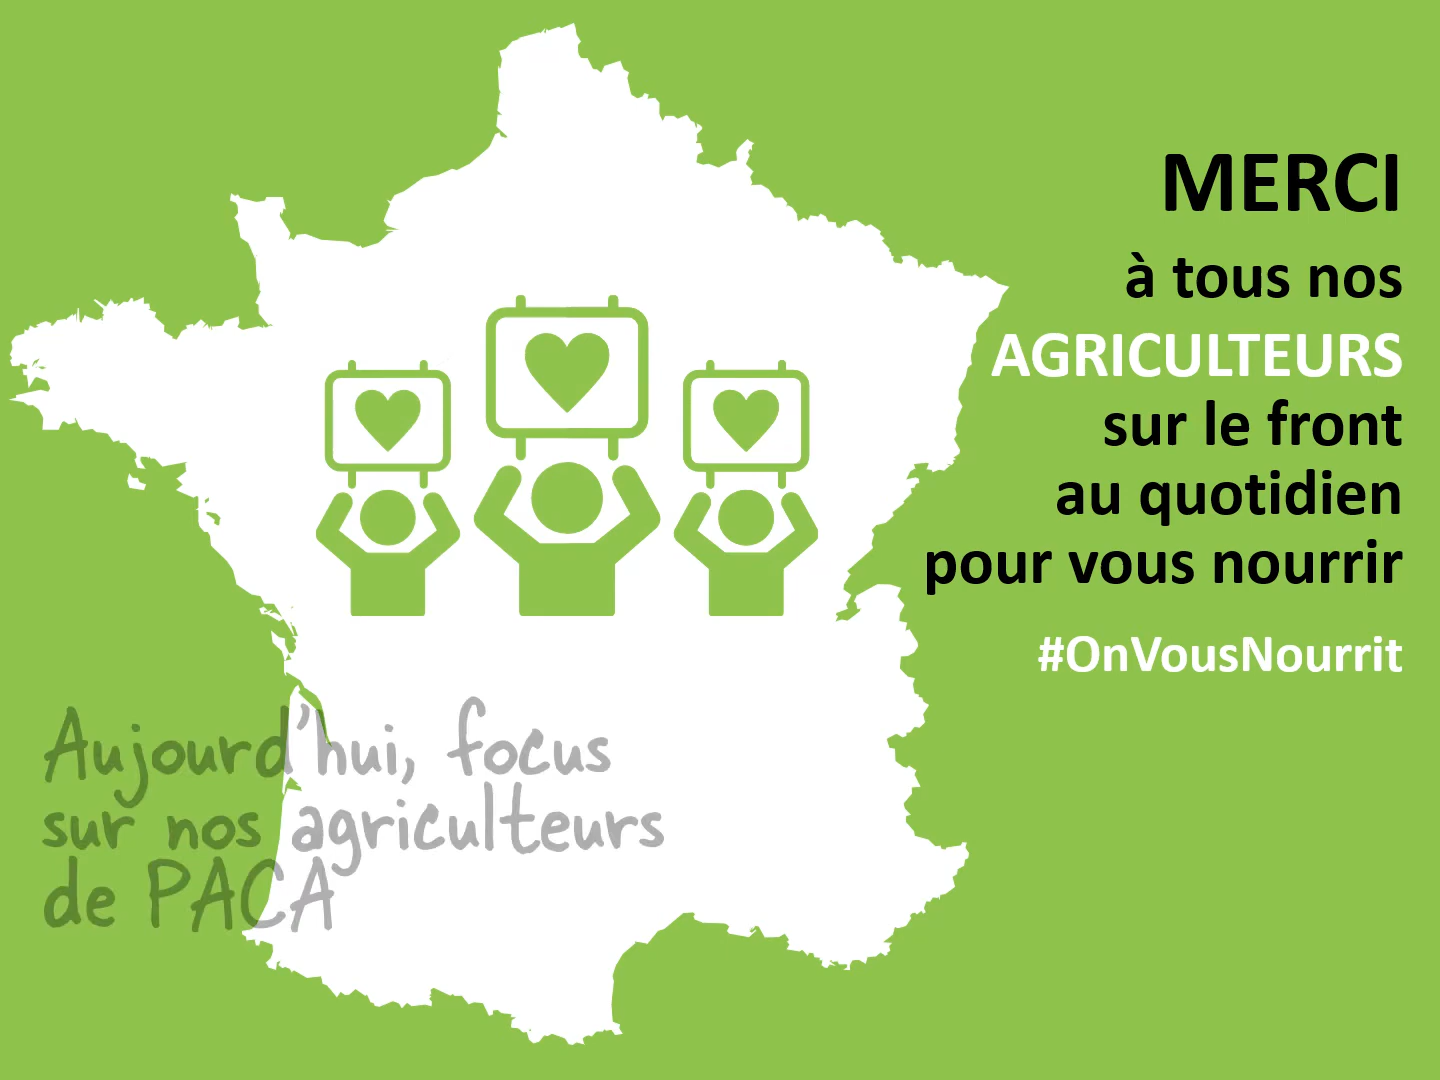 MERCI
à tous nos
AGRICULTEURS
sur le front
au quotidien
pour vous nourrir
#OnVousNourrit
Aujourd'hui, focus
sur nos agriculteurs
de PACA